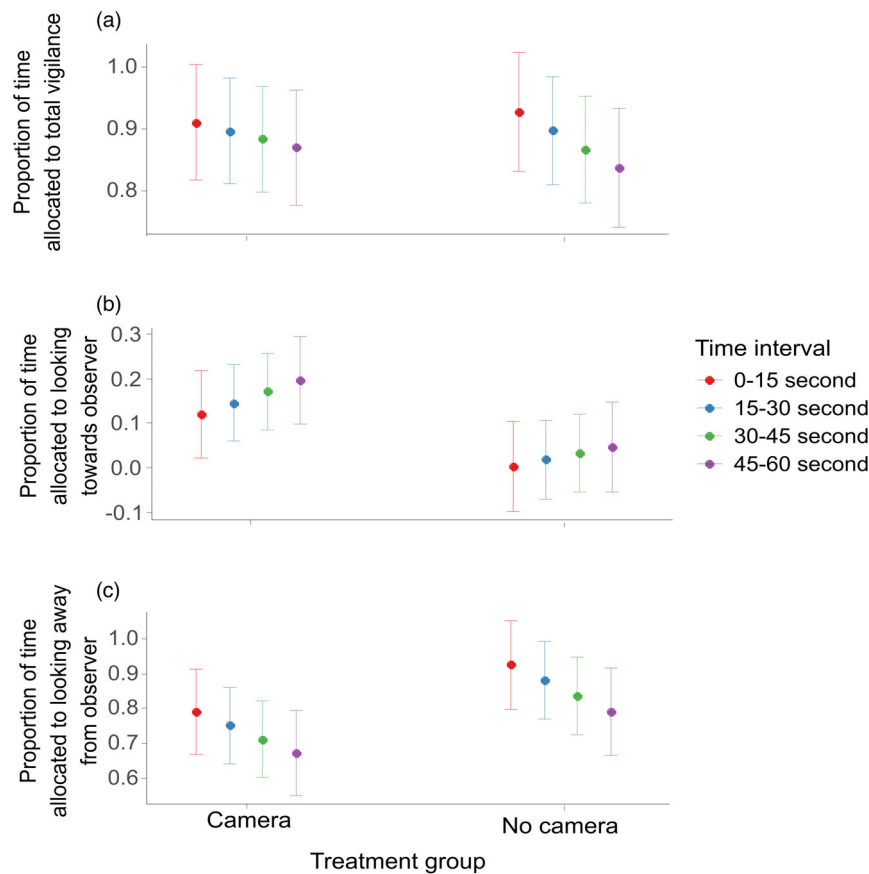 (a)
Proportion of time
allocated to total vigilance
1.0
0.9
0.8
(b)
Proportion of time
allocated to looking
towards observer
0.3
0.2
0.1
0.0
-0.1
Time interval
0-15 second
15-30 second
30-45 second
45-60 second
(c)
Proportion of time
allocated to looking away
from observer
1.0
0.9
0.8
0.7
0.6
Camera
No camera
Treatment group